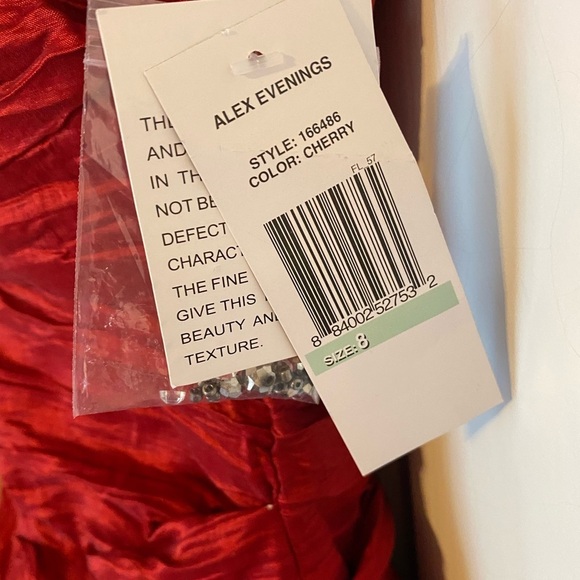 ALEX EVENINGS
STYLE: 166486
COLOR: CHERRY
FL 57
8 84002 52753 2
SIZE: 8
THE
AND
IN TH
NOT BE
DEFECT
CHARACT
THE FINE
GIVE THIS
BEAUTY AND
TEXTURE.